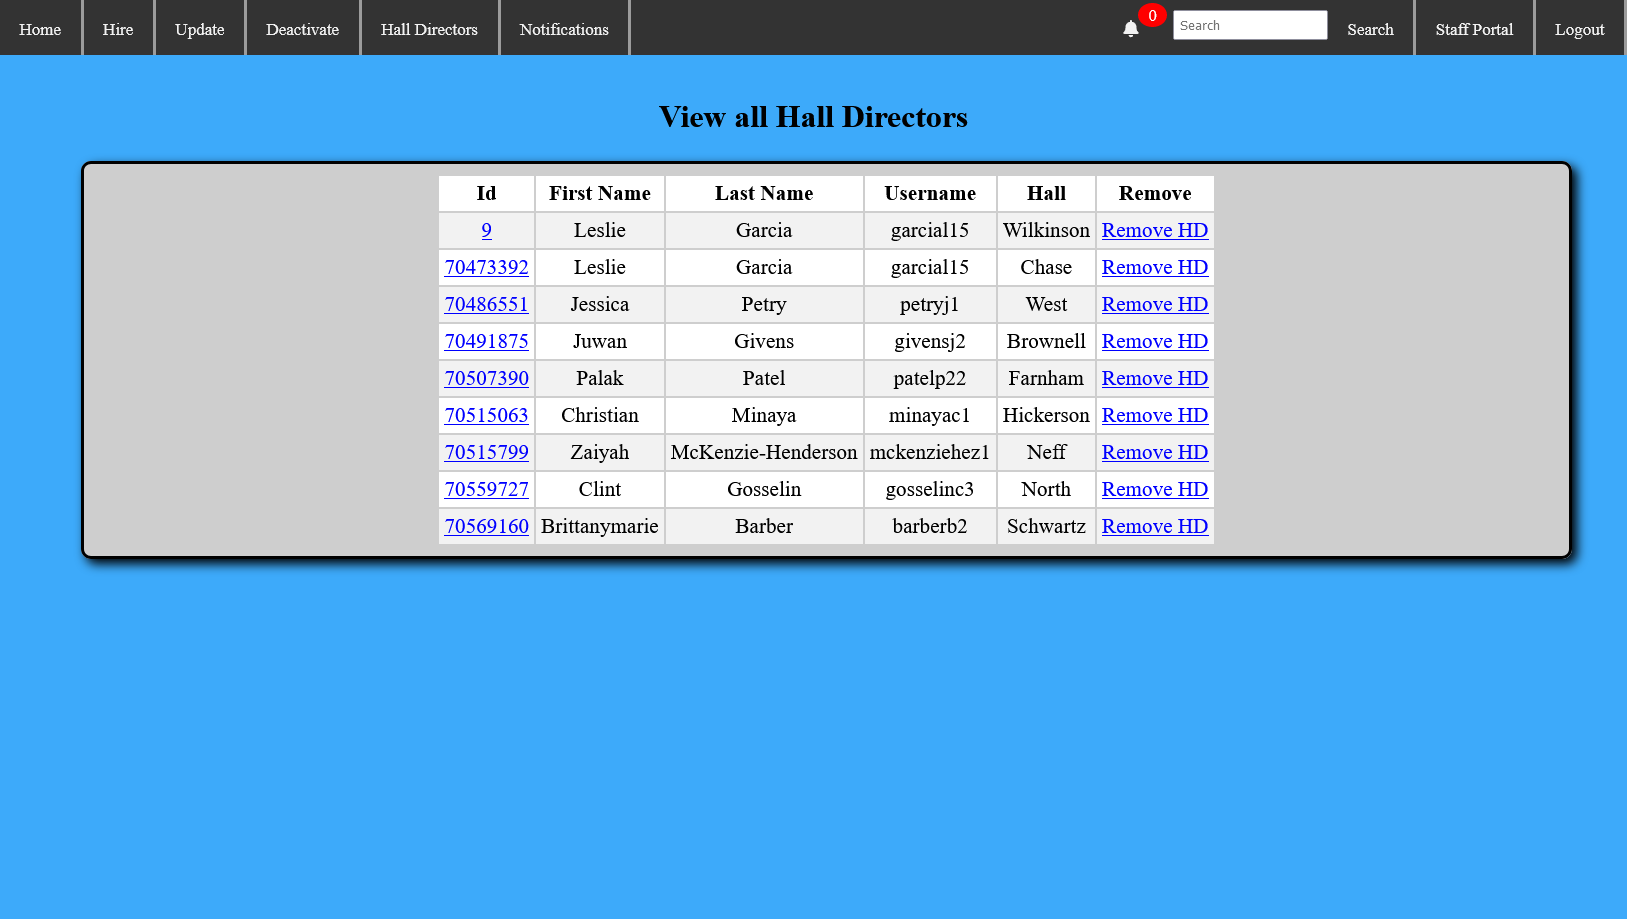 Home Hire Update Deactivate Hall Directors Notifications 0 Search Search Staff Portal Logout
View all Hall Directors
Id First Name Last Name Username Hall Remove
9 Leslie Garcia garcial15 Wilkinson Remove HD
70473392 Leslie Garcia garcial15 Chase Remove HD
70486551 Jessica Petry petryj1 West Remove HD
70491875 Juwan Givens givensj2 Brownell Remove HD
70507390 Palak Patel patelp22 Farnham Remove HD
70515063 Christian Minaya minayac1 Hickerson Remove HD
70515799 Zaiyah McKenzie-Henderson mckenziehez1 Neff Remove HD
70559727 Clint Gosselin gosselinc3 North Remove HD
70569160 Brittanymarie Barber barberb2 Schwartz Remove HD